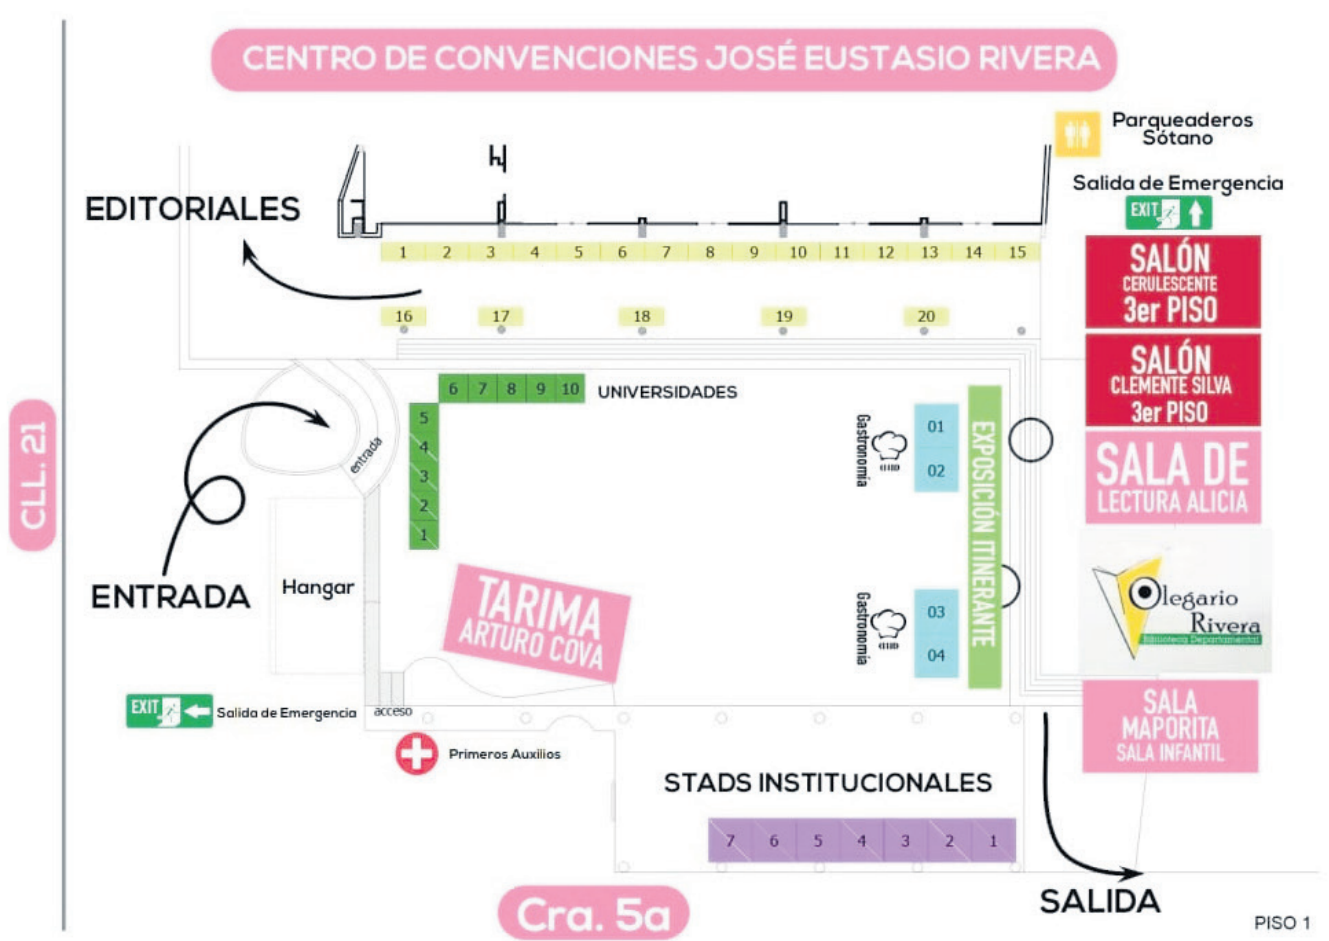 CENTRO DE CONVENCIONES JOSÉ EUSTASIO RIVERA
Parqueaderos
Sótano
Salida de Emergencia
EXIT
EDITORIALES
1 2 3 4 5 6 7 8 9 10 11 12 13 14 15
16 17 18 19 20
SALÓN
CERULESCENTE
3er PISO
SALÓN
CLEMENTE SILVA
3er PISO
SALA DE
LECTURA ALICIA
Olegario
Rivera
Biblioteca Departamental
SALA
MAPORITA
SALA INFANTIL
6 7 8 9 10
UNIVERSIDADES
5
4
3
2
1
entrada
CLL. 21
ENTRADA
Hangar
TARIMA
ARTURO COVA
Gastronomía
01
02
Gastronomía
03
04
EXPOSICIÓN ITINERANTE
EXIT
Salida de Emergencia
acceso
Primeros Auxilios
STADS INSTITUCIONALES
7 6 5 4 3 2 1
SALIDA
Cra. 5a
PISO 1